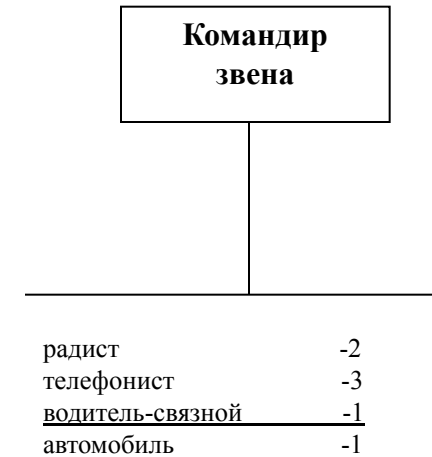 Командир
звена
радист -2
телефонист -3
водитель-связной -1
автомобиль -1